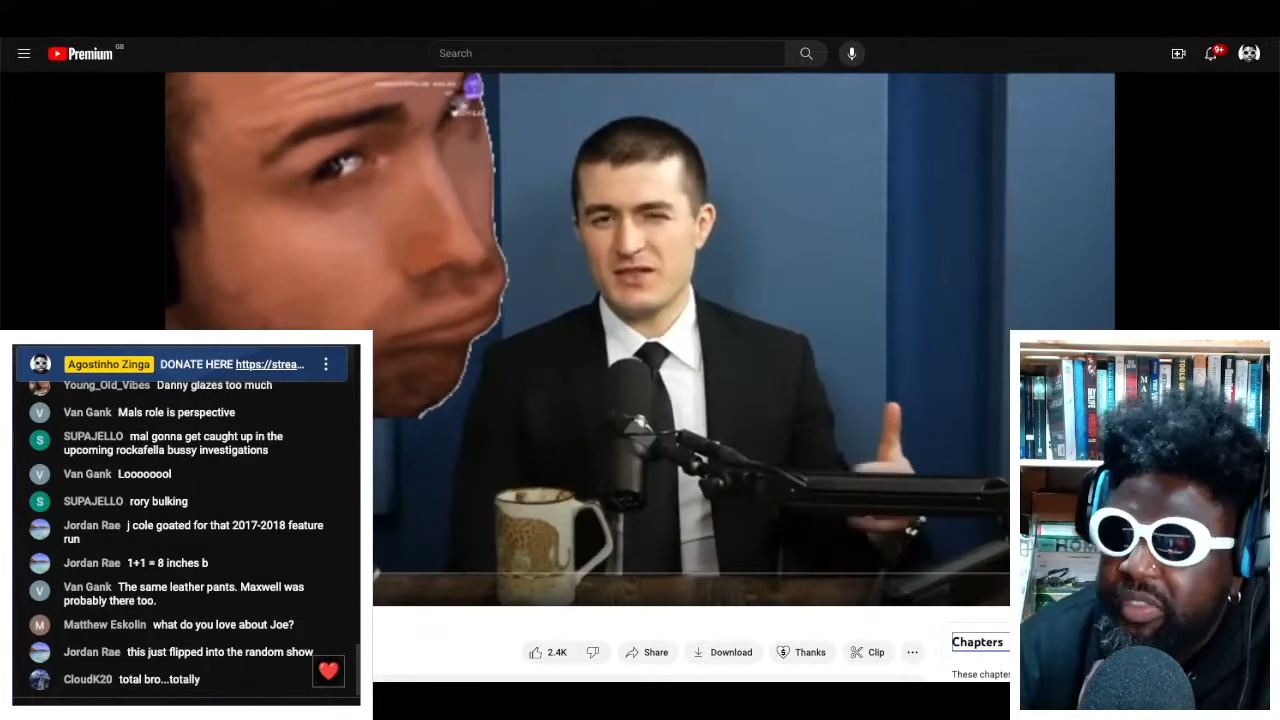 Premium GB
Search
9+
Agostinho Zinga DONATE HERE https://strea...
Young_Old_Vibes Danny glazes too much
V Van Gank Mals role is perspective
S SUPAJELLO mal gonna get caught up in the
upcoming rockafella bussy investigations
V Van Gank Looooool
S SUPAJELLO rory bulking
Jordan Rae j cole goated for that 2017-2018 feature
run
Jordan Rae 1+1 = 8 inches b
V Van Gank The same leather pants. Maxwell was
probably there too.
M Matthew Eskolin what do you love about Joe?
Jordan Rae this just flipped into the random show
CloudK20 total bro...totally
2.4K
Share
Download
Thanks
Clip
Chapters
These chapter